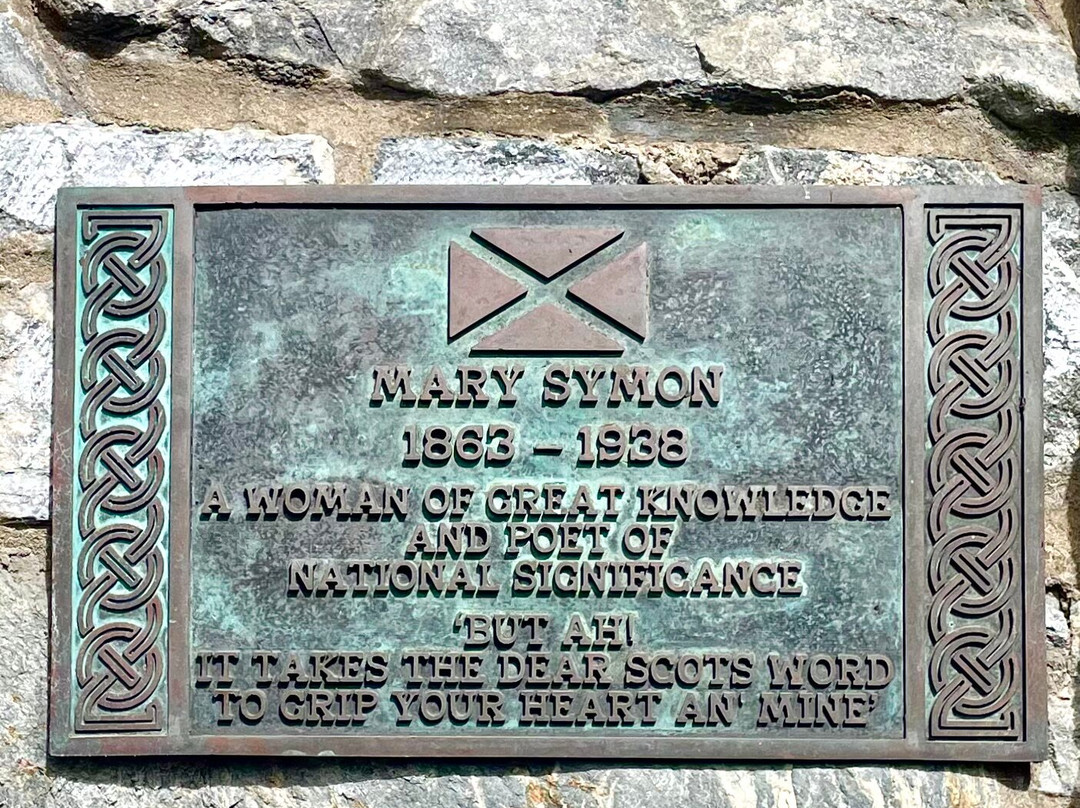 MARY SYMON
1863 – 1938
A WOMAN OF GREAT KNOWLEDGE
AND POET OF
NATIONAL SIGNIFICANCE
'BUT AH!
IT TAKES THE DEAR SCOTS WORD
TO GRIP YOUR HEART AN' MINE'